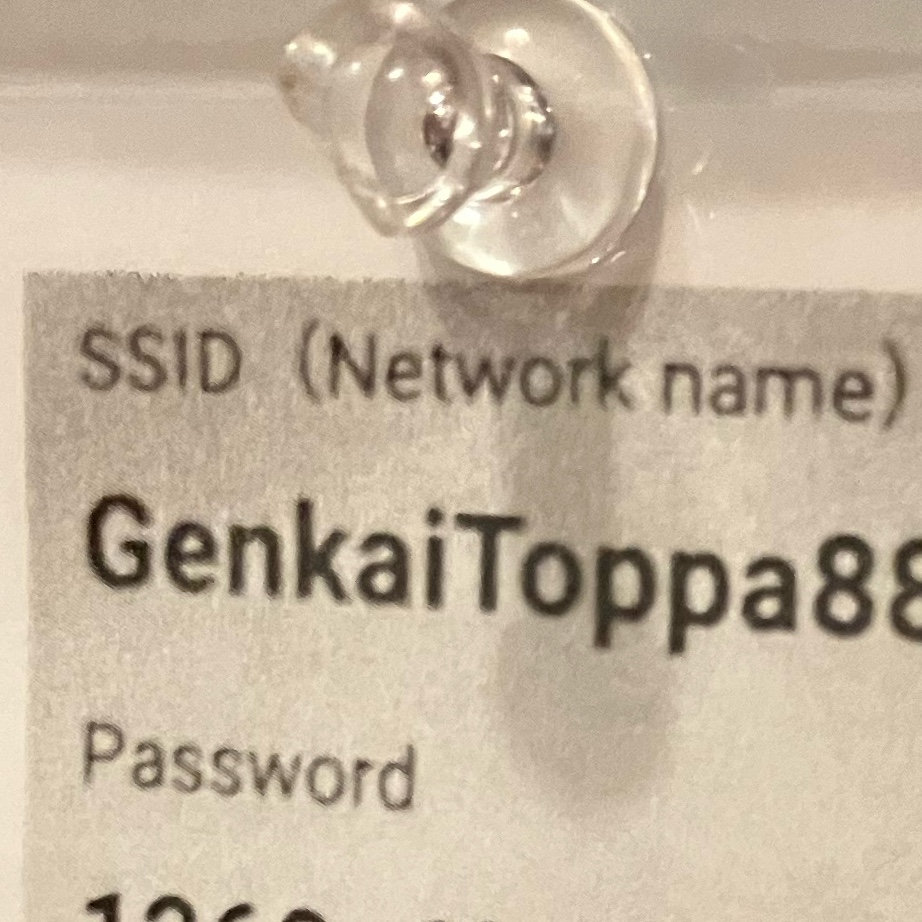 SSID (Network name)
GenkaiToppa88
Password